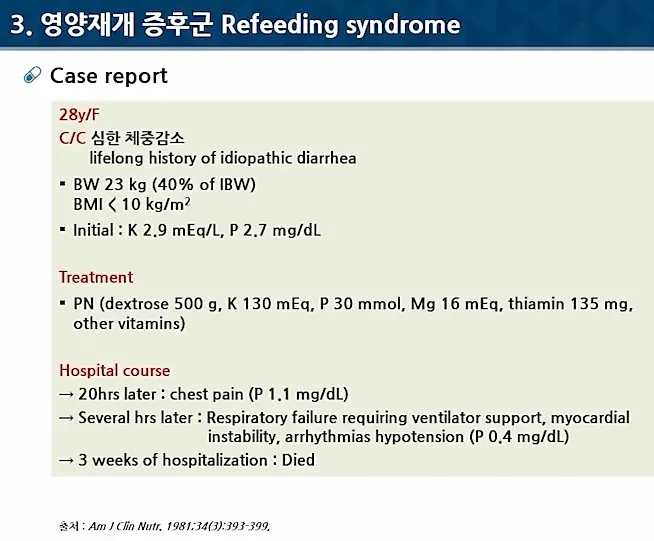 3. 영양재개 증후군 Refeeding syndrome
Case report
28y/F
C/C 심한 체중감소
lifelong history of idiopathic diarrhea
▪ BW 23 kg (40% of IBW)
BMI < 10 kg/m²
▪ Initial : K 2.9 mEq/L, P 2.7 mg/dL
Treatment
▪ PN (dextrose 500 g, K 130 mEq, P 30 mmol, Mg 16 mEq, thiamin 135 mg,
other vitamins)
Hospital course
→ 20hrs later : chest pain (P 1.1 mg/dL)
→ Several hrs later : Respiratory failure requiring ventilator support, myocardial
instability, arrhythmias hypotension (P 0.4 mg/dL)
→ 3 weeks of hospitalization : Died
출처 : Am J Clin Nutr. 1981;34(3):393-399.